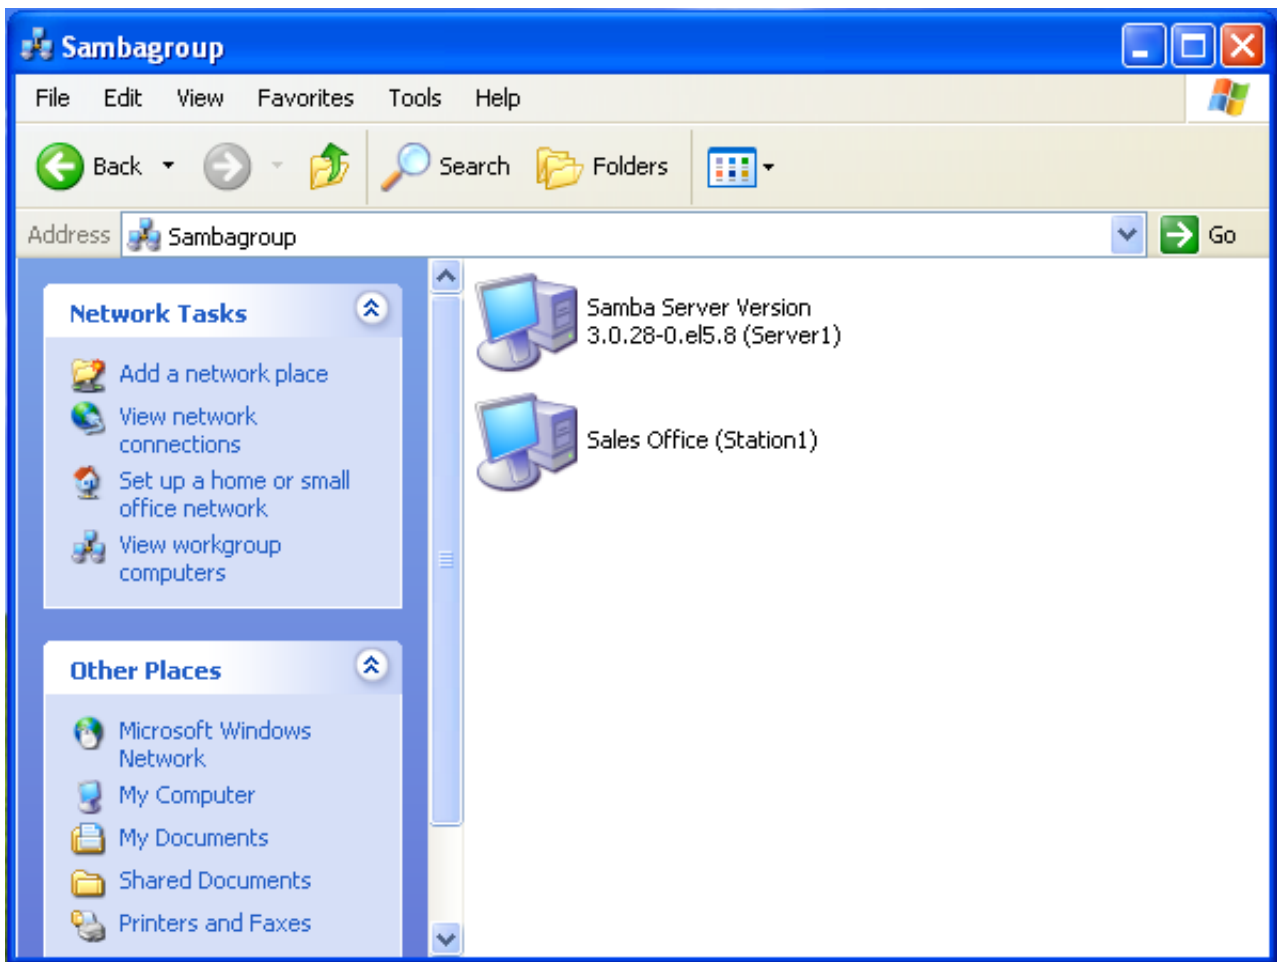 Sambagroup
File Edit View Favorites Tools Help
Back Search Folders
Address Sambagroup Go
Network Tasks
Add a network place
View network
connections
Set up a home or small
office network
View workgroup
computers
Other Places
Microsoft Windows
Network
My Computer
My Documents
Shared Documents
Printers and Faxes
Samba Server Version
3.0.28-0.el5.8 (Server1)
Sales Office (Station1)